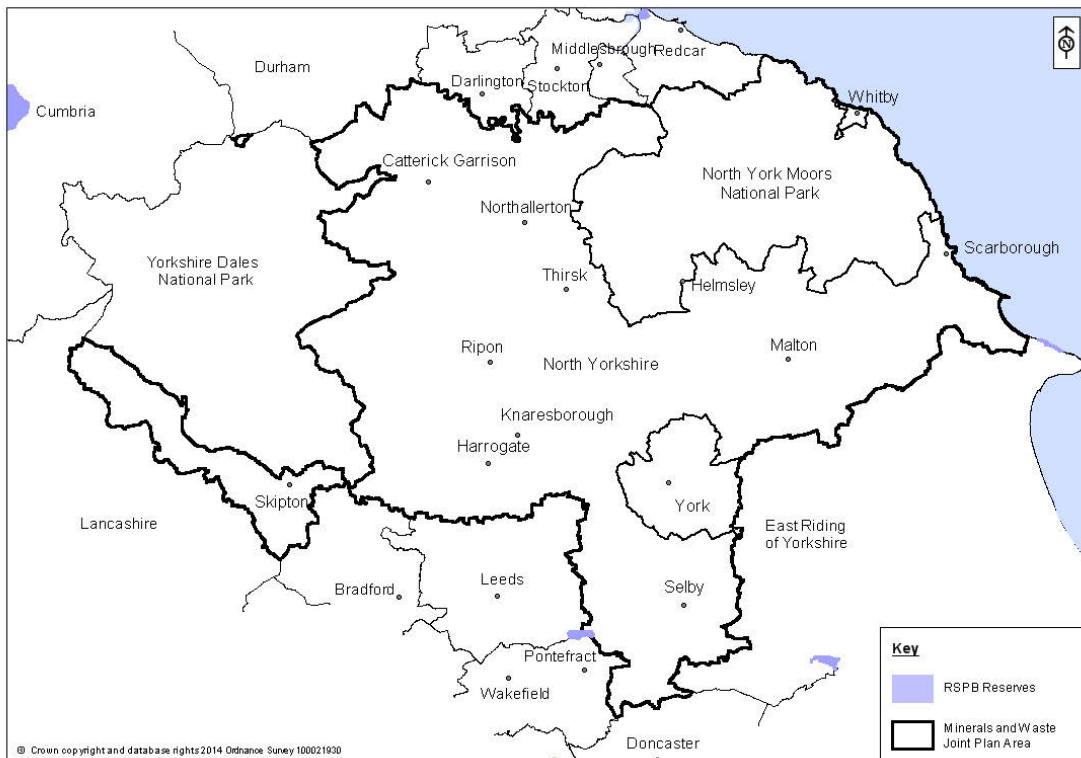 Middlesbrough
Redcar
N
Durham
Darlington
Stockton
Cumbria
Whitby
Catterick Garrison
North York Moors
National Park
Northallerton
Scarborough
Yorkshire Dales
National Park
Thirsk
Helmsley
Ripon
North Yorkshire
Malton
Knaresborough
Harrogate
Skipton
York
Lancashire
East Riding
of Yorkshire
Bradford
Leeds
Selby
Pontefract
Wakefield
Doncaster
Key
RSPB Reserves
Minerals and Waste
Joint Plan Area
© Crown copyright and database rights 2014 Ordnance Survey 100021930